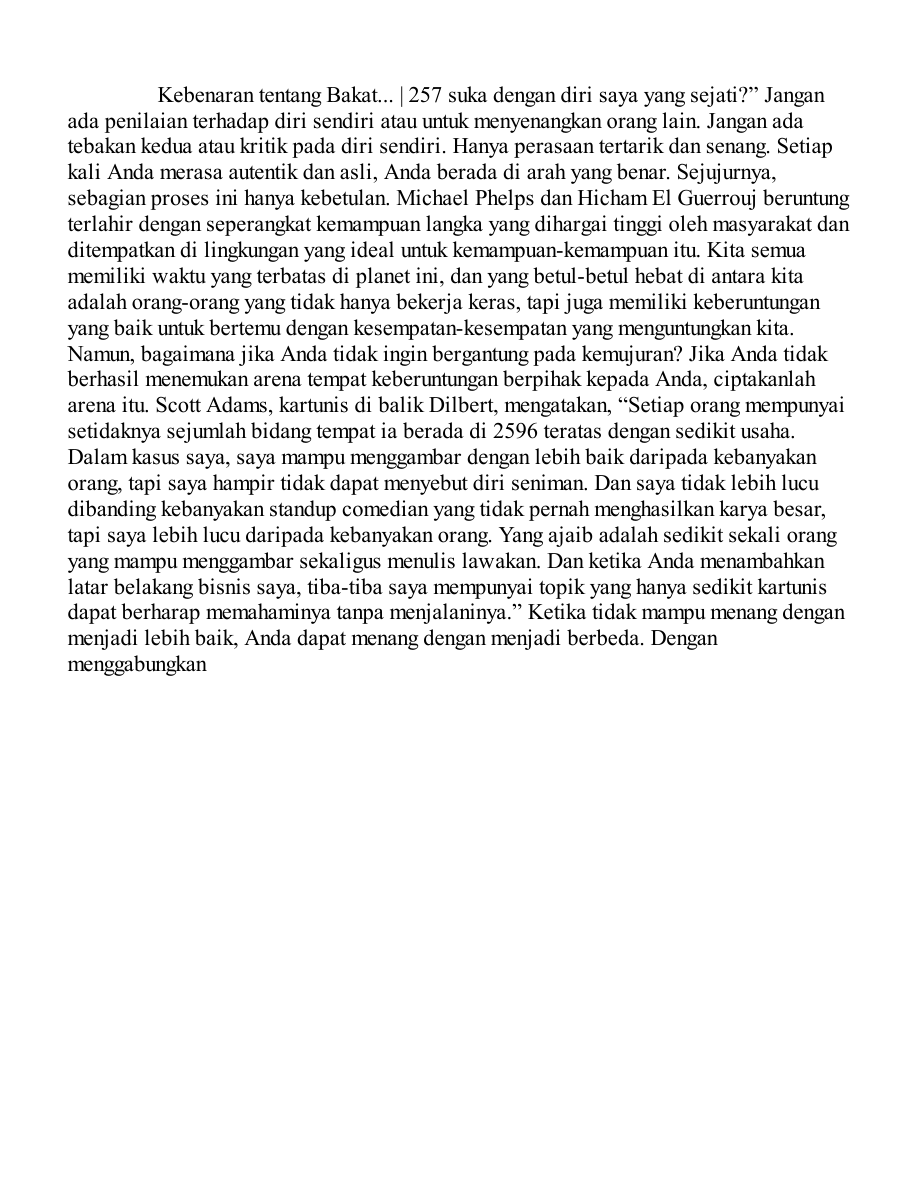 Kebenaran tentang Bakat... | 257 suka dengan diri saya yang sejati?” Jangan
ada penilaian terhadap diri sendiri atau untuk menyenangkan orang lain. Jangan ada
tebakan kedua atau kritik pada diri sendiri. Hanya perasaan tertarik dan senang. Setiap
kali Anda merasa autentik dan asli, Anda berada di arah yang benar. Sejujurnya,
sebagian proses ini hanya kebetulan. Michael Phelps dan Hicham El Guerrouj beruntung
terlahir dengan seperangkat kemampuan langka yang dihargai tinggi oleh masyarakat dan
ditempatkan di lingkungan yang ideal untuk kemampuan-kemampuan itu. Kita semua
memiliki waktu yang terbatas di planet ini, dan yang betul-betul hebat di antara kita
adalah orang-orang yang tidak hanya bekerja keras, tapi juga memiliki keberuntungan
yang baik untuk bertemu dengan kesempatan-kesempatan yang menguntungkan kita.
Namun, bagaimana jika Anda tidak ingin bergantung pada kemujuran? Jika Anda tidak
berhasil menemukan arena tempat keberuntungan berpihak kepada Anda, ciptakanlah
arena itu. Scott Adams, kartunis di balik Dilbert, mengatakan, “Setiap orang mempunyai
setidaknya sejumlah bidang tempat ia berada di 2596 teratas dengan sedikit usaha.
Dalam kasus saya, saya mampu menggambar dengan lebih baik daripada kebanyakan
orang, tapi saya hampir tidak dapat menyebut diri seniman. Dan saya tidak lebih lucu
dibanding kebanyakan standup comedian yang tidak pernah menghasilkan karya besar,
tapi saya lebih lucu daripada kebanyakan orang. Yang ajaib adalah sedikit sekali orang
yang mampu menggambar sekaligus menulis lawakan. Dan ketika Anda menambahkan
latar belakang bisnis saya, tiba-tiba saya mempunyai topik yang hanya sedikit kartunis
dapat berharap memahaminya tanpa menjalaninya.” Ketika tidak mampu menang dengan
menjadi lebih baik, Anda dapat menang dengan menjadi berbeda. Dengan
menggabungkan